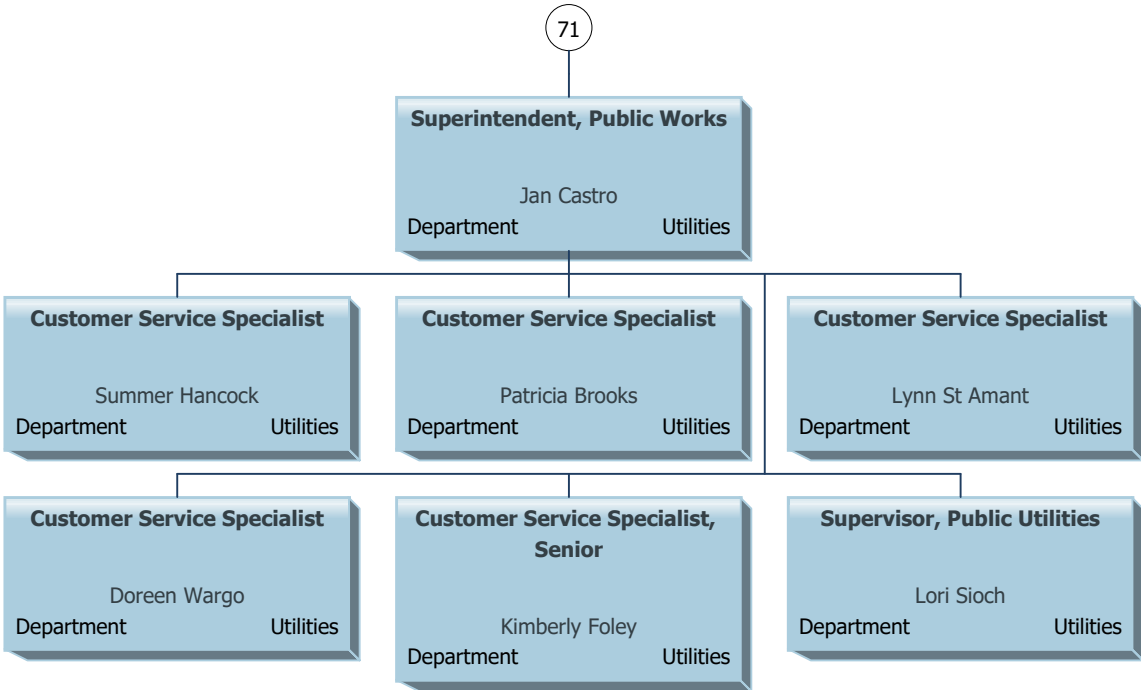 71
Superintendent, Public Works
Jan Castro
Department Utilities
Customer Service Specialist
Summer Hancock
Department Utilities
Customer Service Specialist
Patricia Brooks
Department Utilities
Customer Service Specialist
Lynn St Amant
Department Utilities
Customer Service Specialist
Doreen Wargo
Department Utilities
Customer Service Specialist,
Senior
Kimberly Foley
Department Utilities
Supervisor, Public Utilities
Lori Sioch
Department Utilities